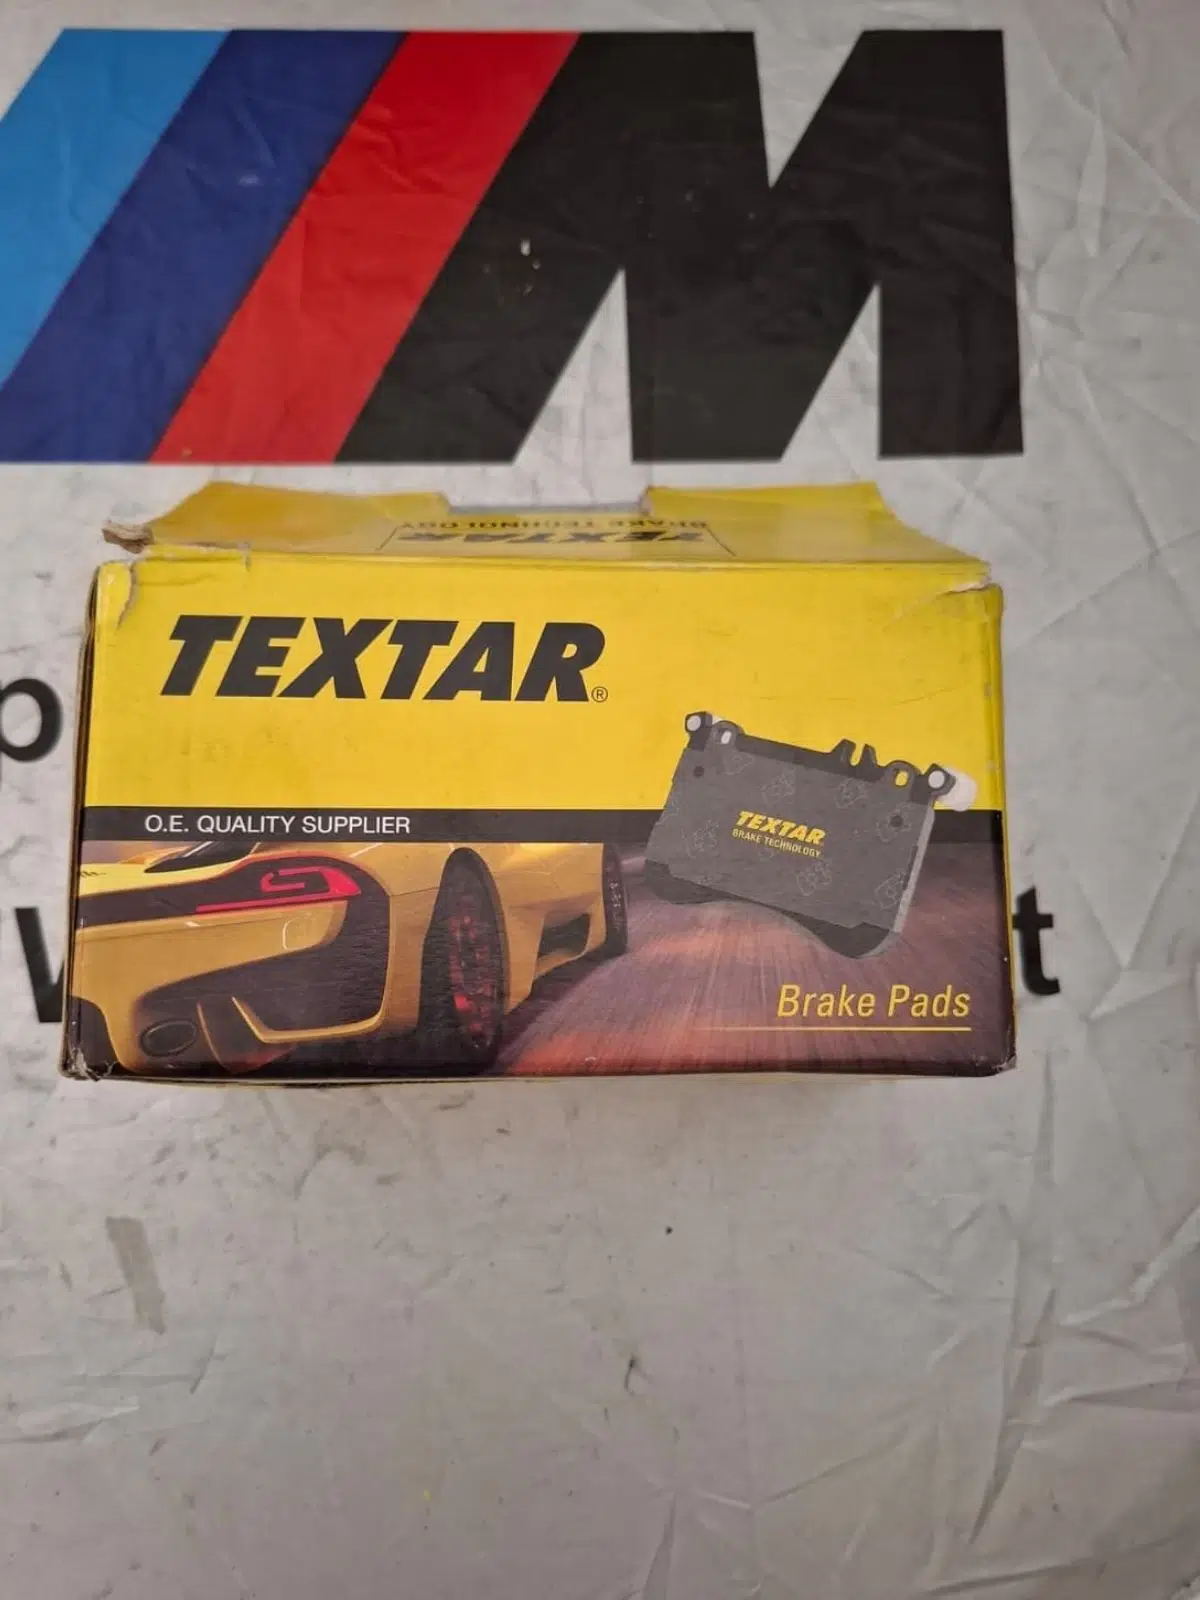 M
BRAKE TECHNOLOGY
TEXTAR
TEXTAR®
O.E. QUALITY SUPPLIER
TEXTAR
BRAKE TECHNOLOGY
Brake Pads
p
t